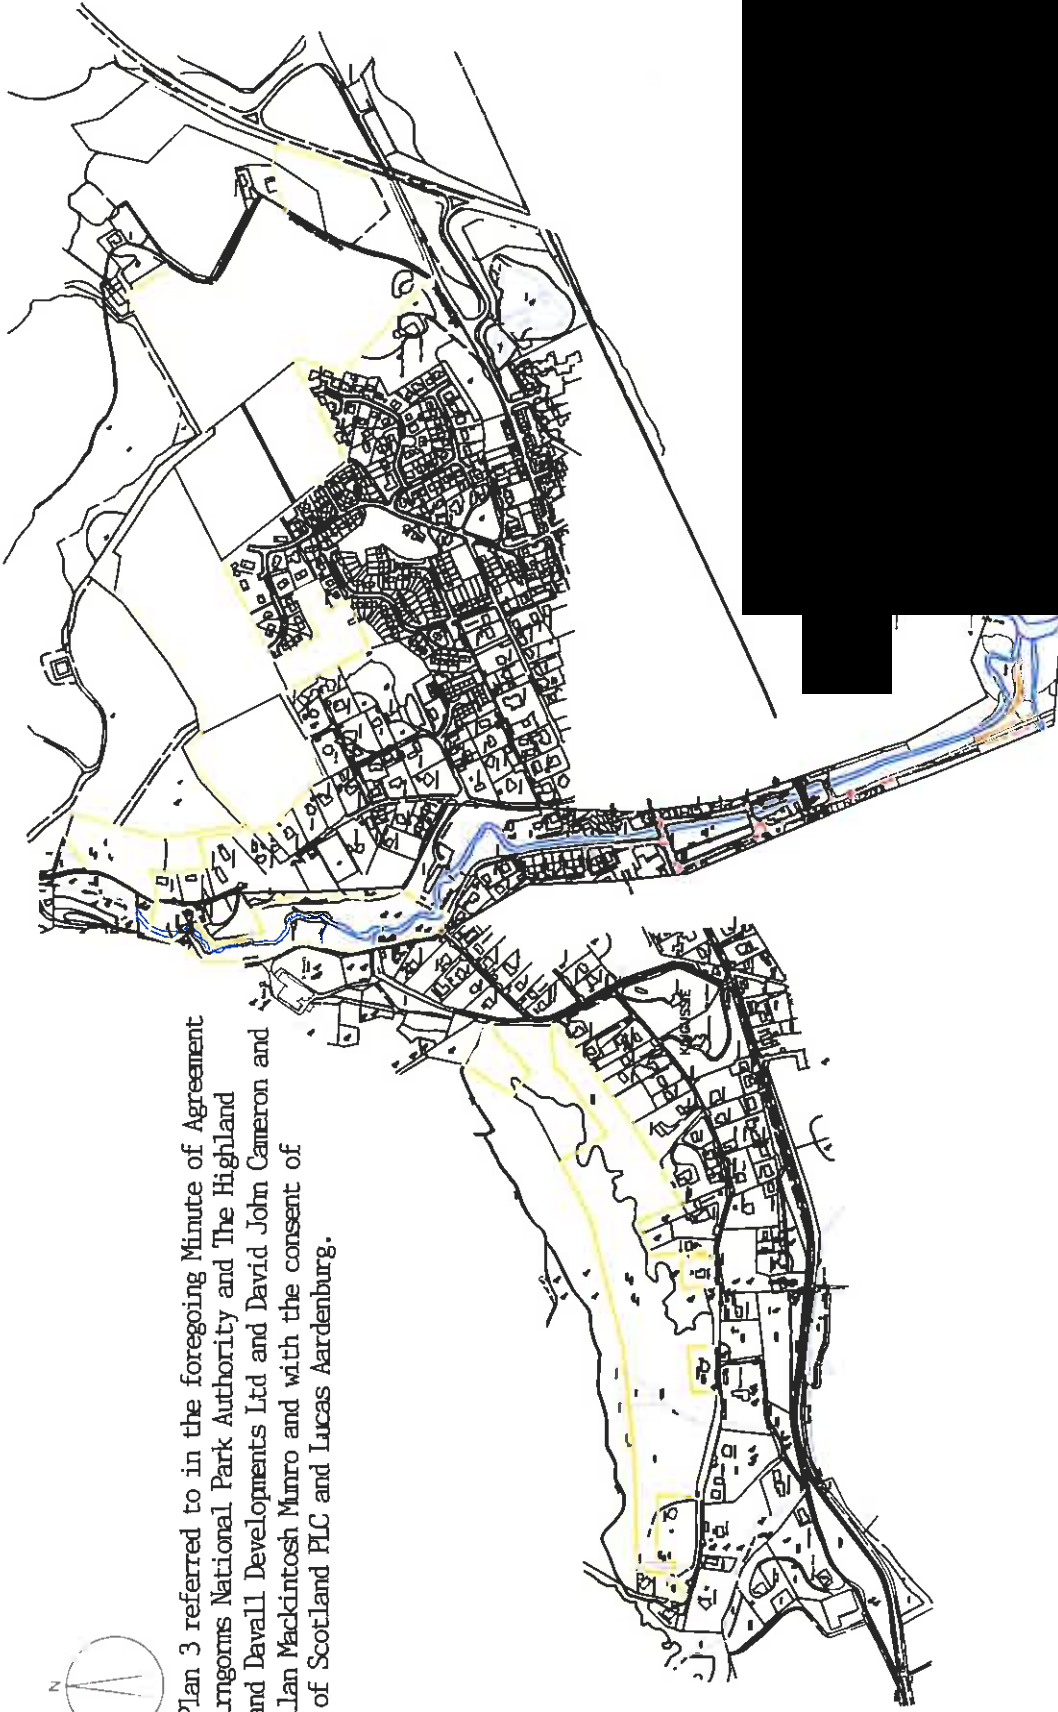 N
Plan 3 referred to in the foregoing Minute of Agreement
rngorms National Park Authority and The Highland
and Davall Developments Ltd and David John Cameron and
lan Mackintosh Munro and with the consent of
of Scotland PLC and Lucas Aardenburg.